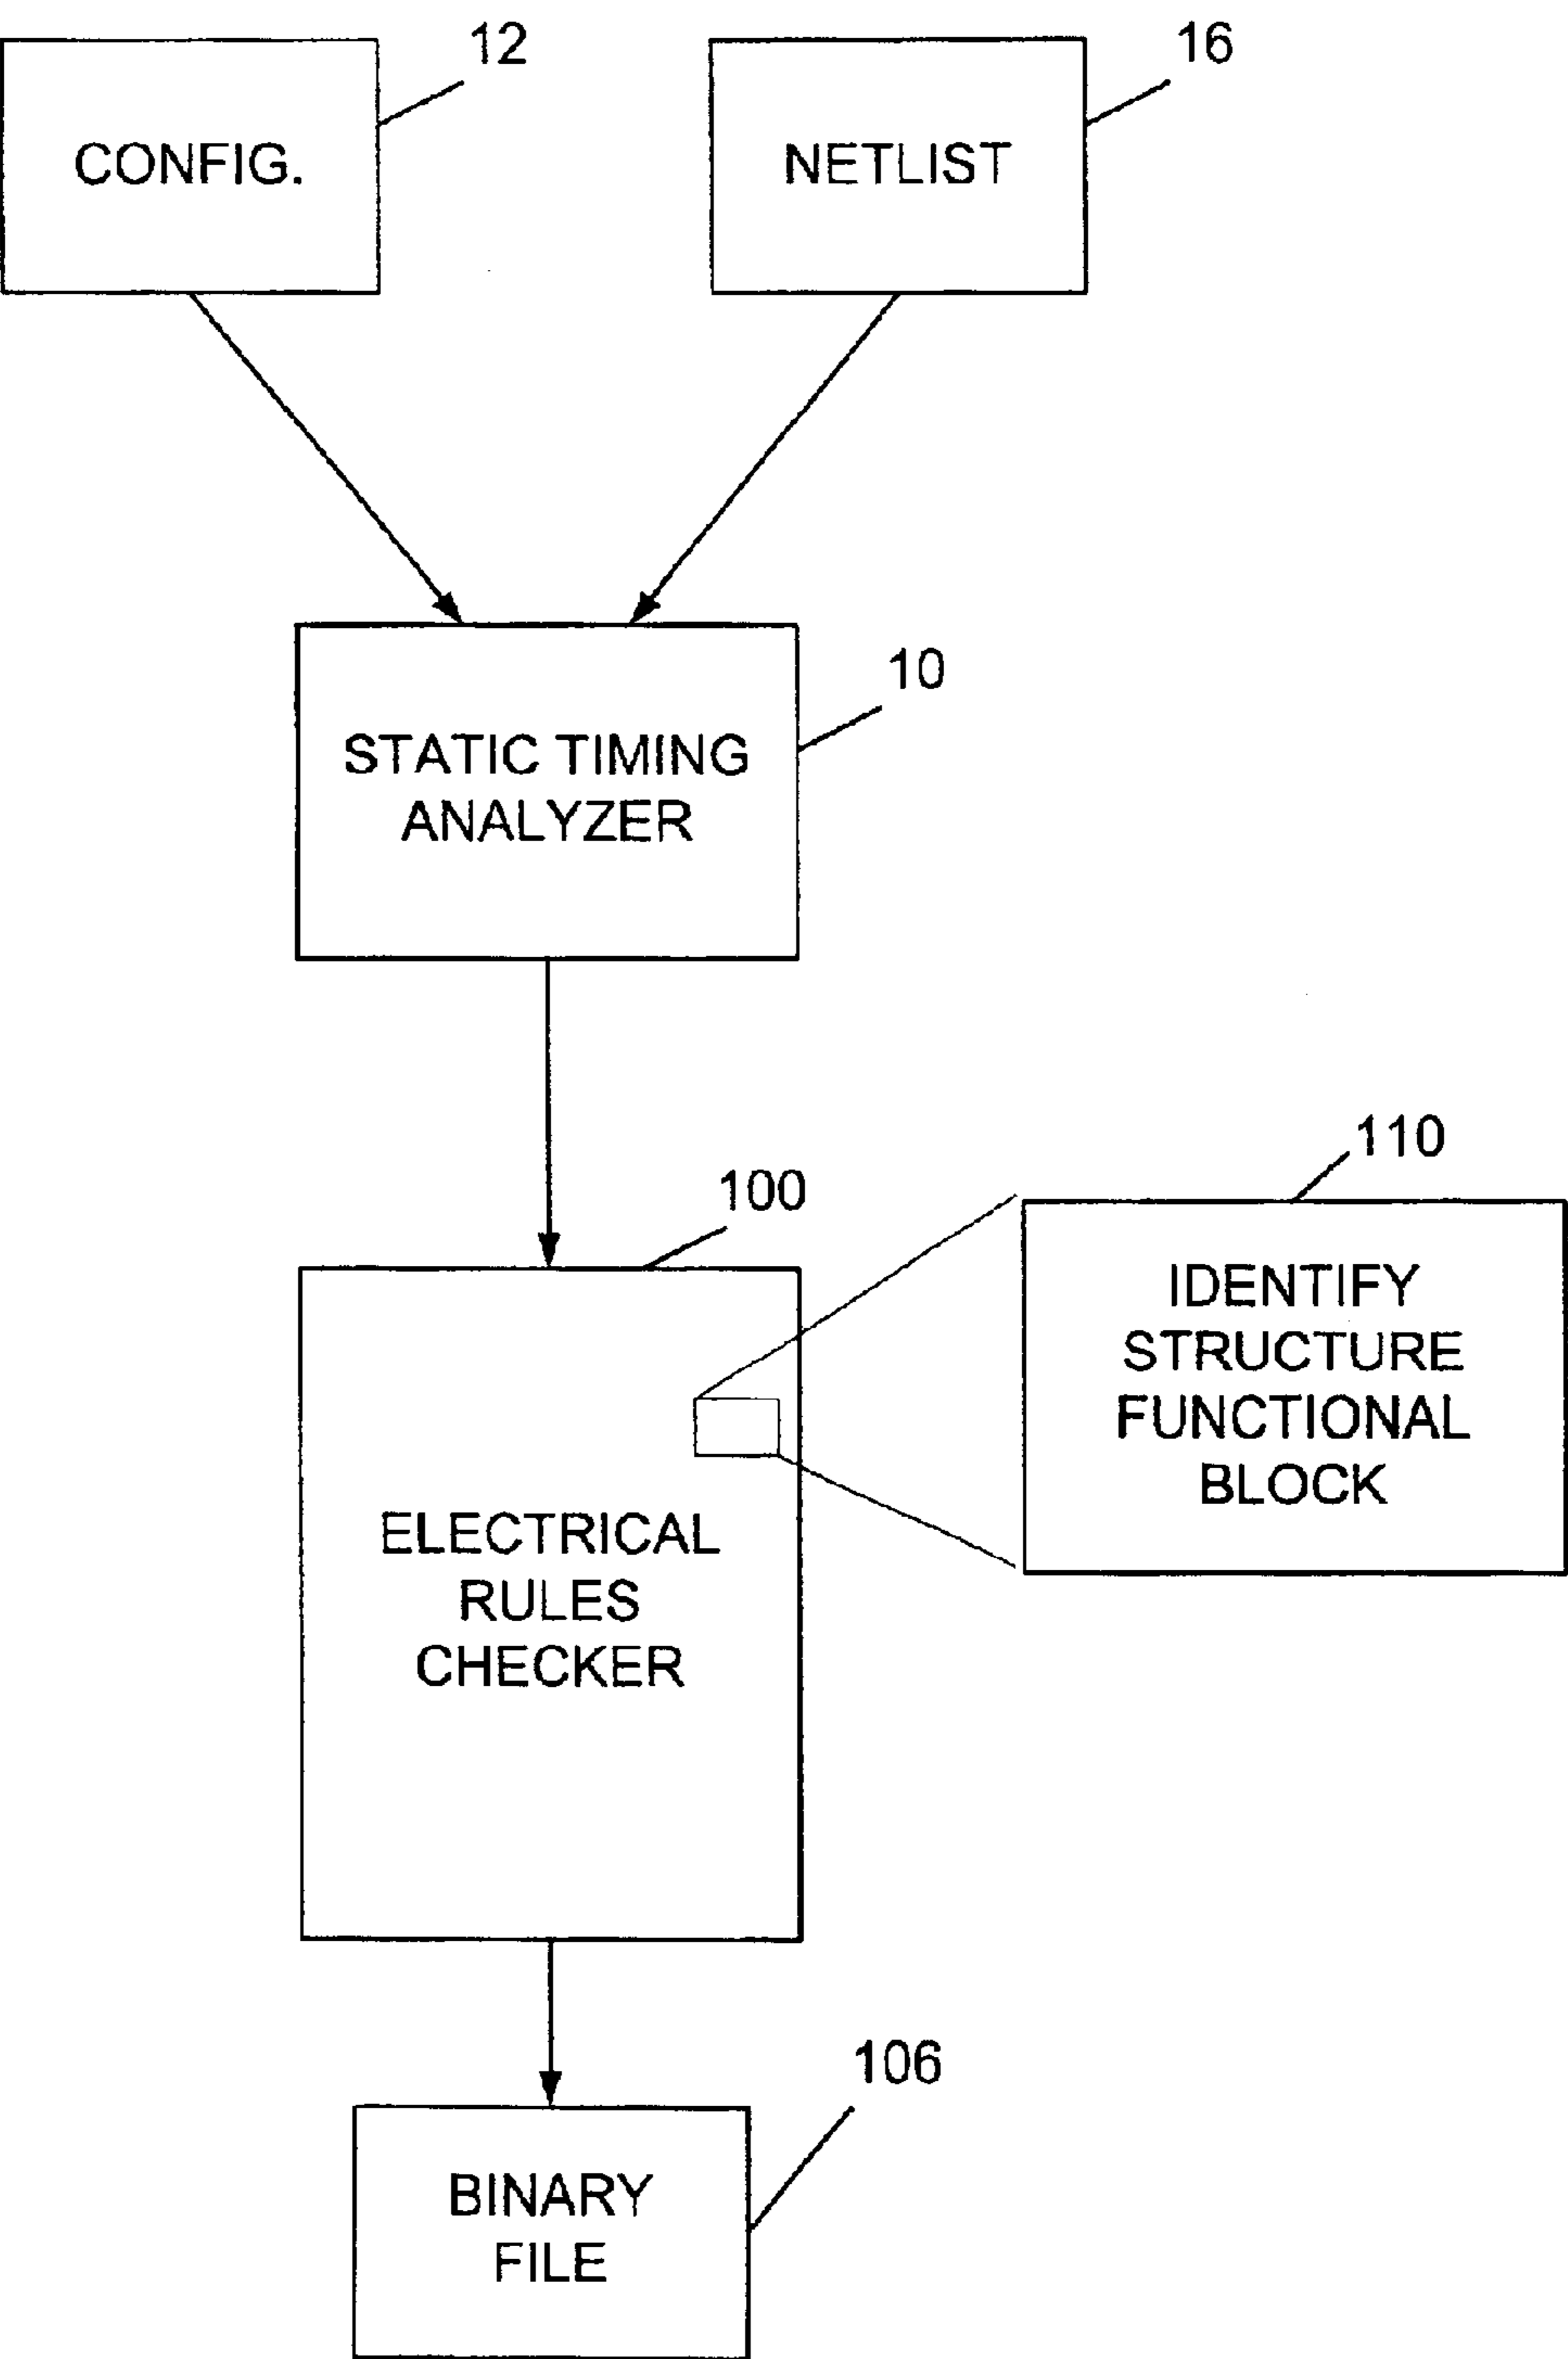 12
16
CONFIG.
NETLIST
10
STATIC TIMING
ANALYZER
110
100
IDENTIFY
STRUCTURE
FUNCTIONAL
BLOCK
ELECTRICAL
RULES
CHECKER
106
BINARY
FILE